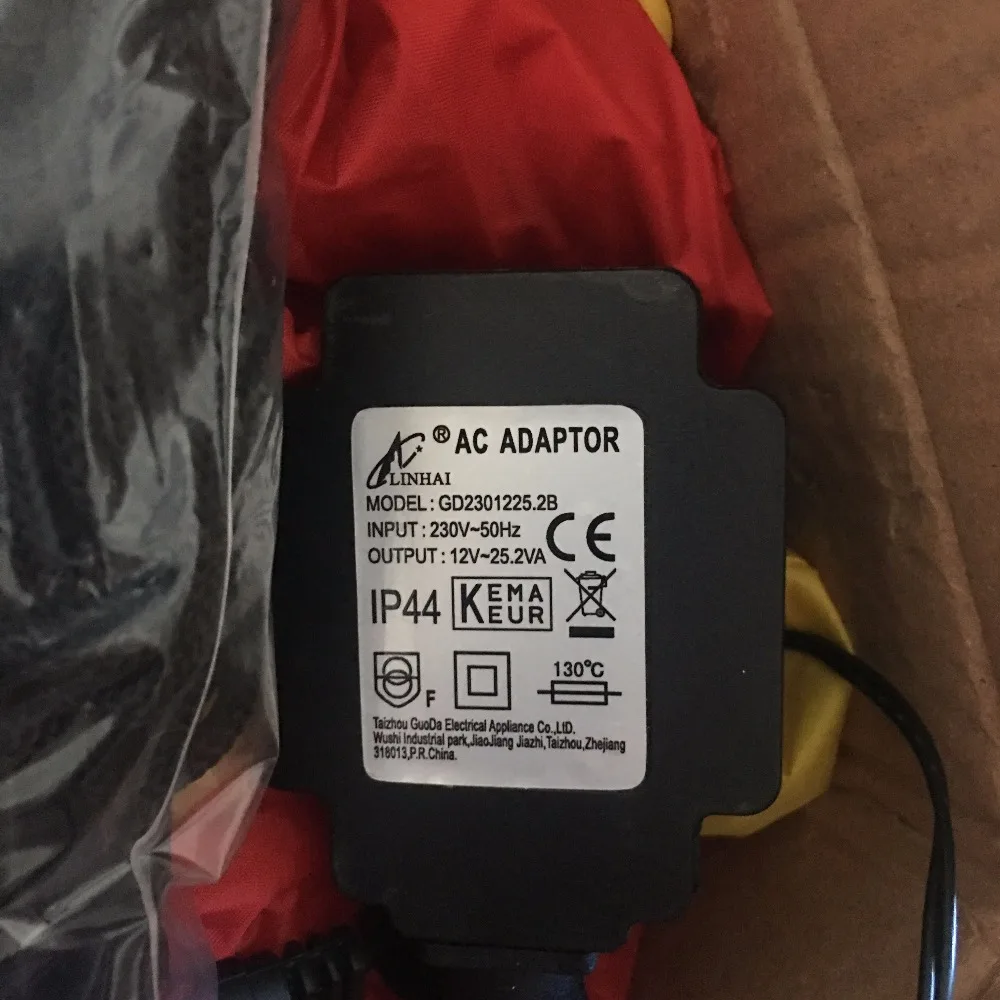 ® AC ADAPTOR
LINHAI
MODEL : GD2301225.2B
INPUT : 230V~50Hz
OUTPUT : 12V~25.2VA
CE
IP44
KEMA
EUR
F
130°C
Taizhou GuoDa Electrical Appliance Co.,LtD.
Wushi Industrial park,JiaoJiang Jiazhi,Taizhou,Zhejiang
318013,P.R.China.